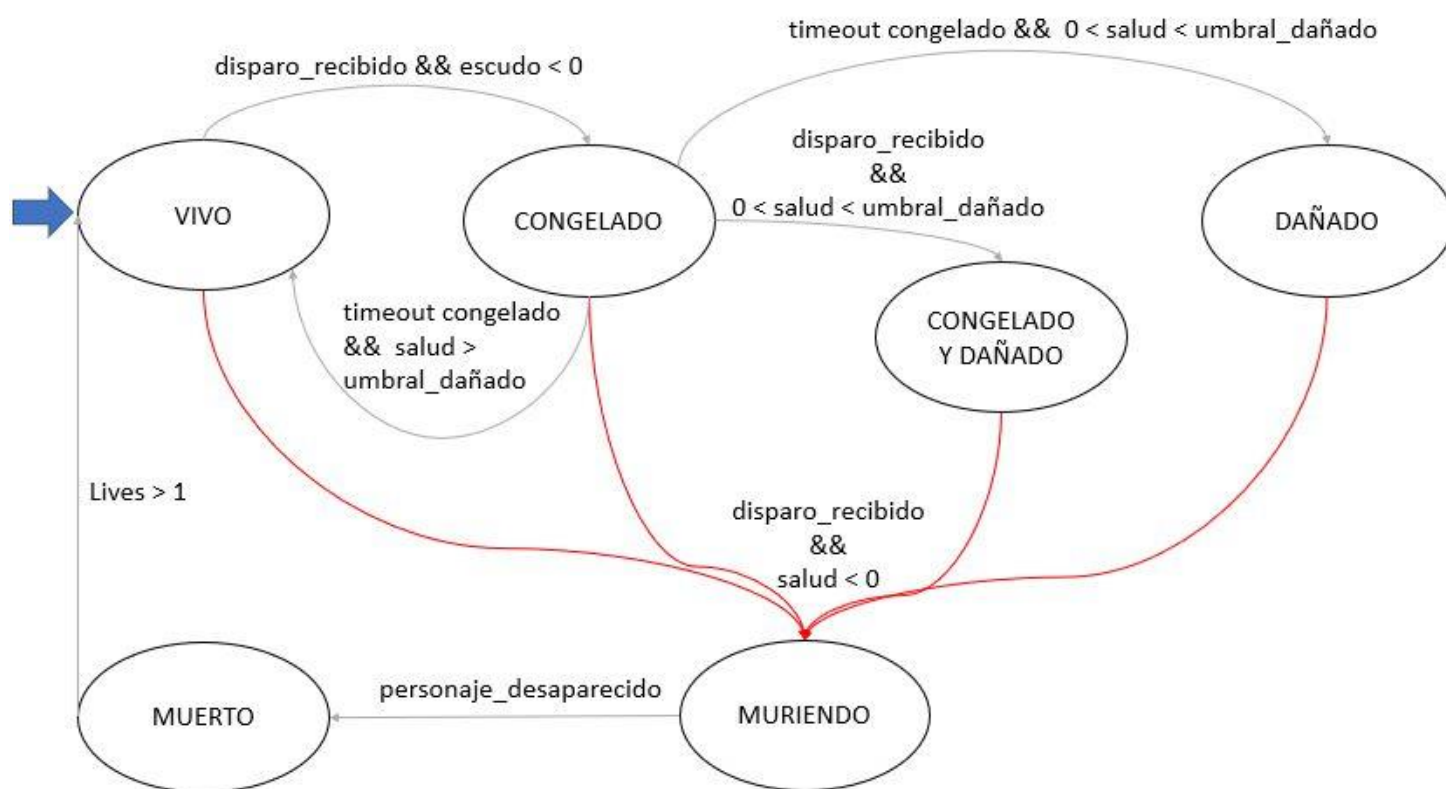 timeout congelado && 0 < salud < umbral_dañado
disparo_recibido && escudo < 0
disparo_recibido
&&
0 < salud < umbral_dañado
VIVO
CONGELADO
DAÑADO
timeout congelado
&& salud >
umbral_dañado
CONGELADO
Y DAÑADO
Lives > 1
disparo_recibido
&&
salud < 0
personaje_desaparecido
MUERTO
MURIENDO